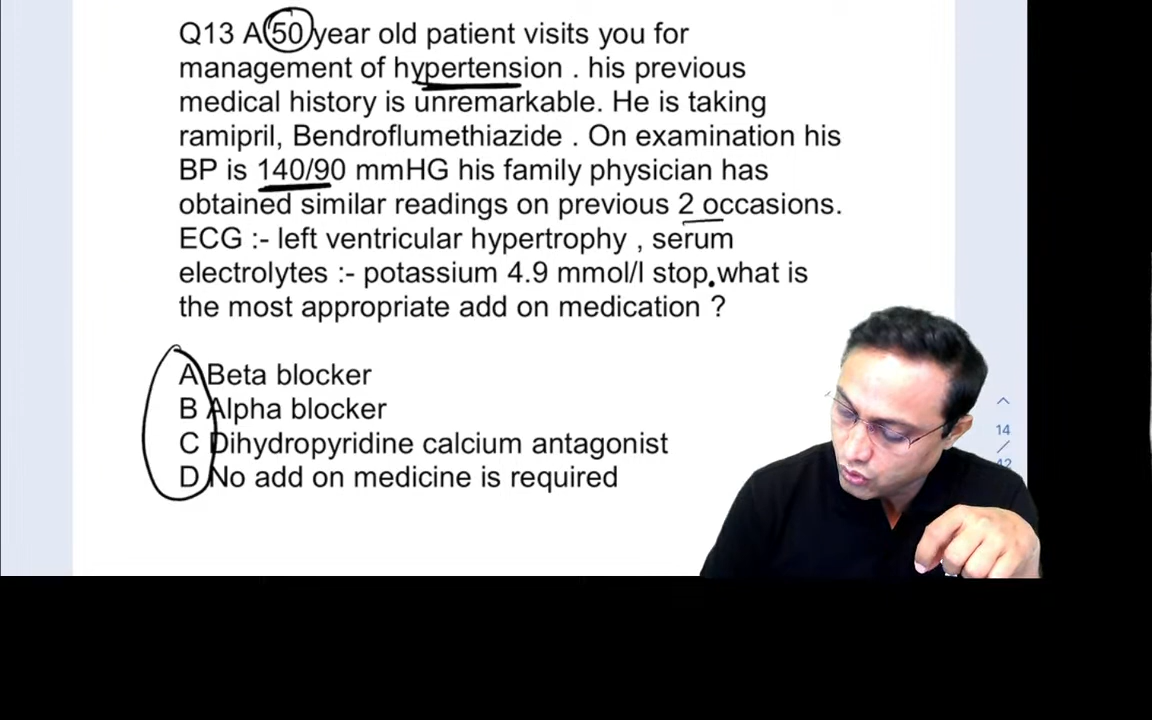 Q13 A 50 year old patient visits you for
management of hypertension . his previous
medical history is unremarkable. He is taking
ramipril, Bendroflumethiazide . On examination his
BP is 140/90 mmHG his family physician has
obtained similar readings on previous 2 occasions.
ECG :- left ventricular hypertrophy , serum
electrolytes :- potassium 4.9 mmol/l stop.what is
the most appropriate add on medication ?
A Beta blocker
B Alpha blocker
C Dihydropyridine calcium antagonist
D No add on medicine is required
14
/